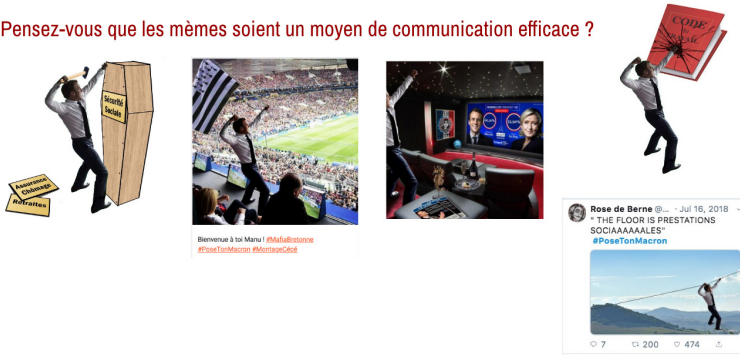 Pensez-vous que les mèmes soient un moyen de communication efficace ?
CODE
TRAVAIL
Sécurité
Sociale
Assurance
Chômage
Retraites
Bienvenue à toi Manu ! #MafiaBretonne
#PoseTonMacron #MontageCécé
Rose de Berne @... · Jul 16, 2018
" THE FLOOR IS PRESTATIONS
SOCIAAAAAALES"
#PoseTonMacron
7 200 474